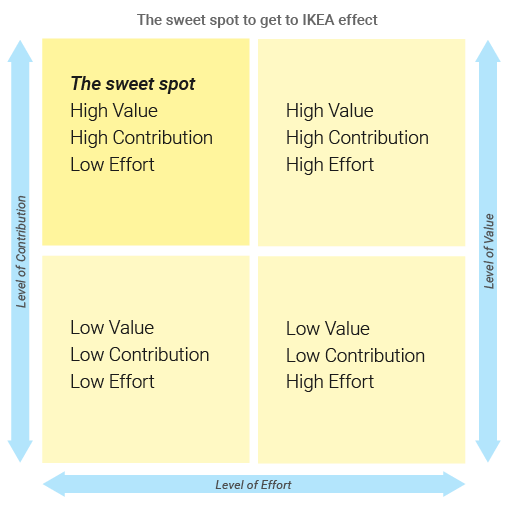 The sweet spot to get to IKEA effect
The sweet spot
High Value
High Contribution
Low Effort
High Value
High Contribution
High Effort
Level of Contribution
Level of Value
Low Value
Low Contribution
Low Effort
Low Value
Low Contribution
High Effort
Level of Effort